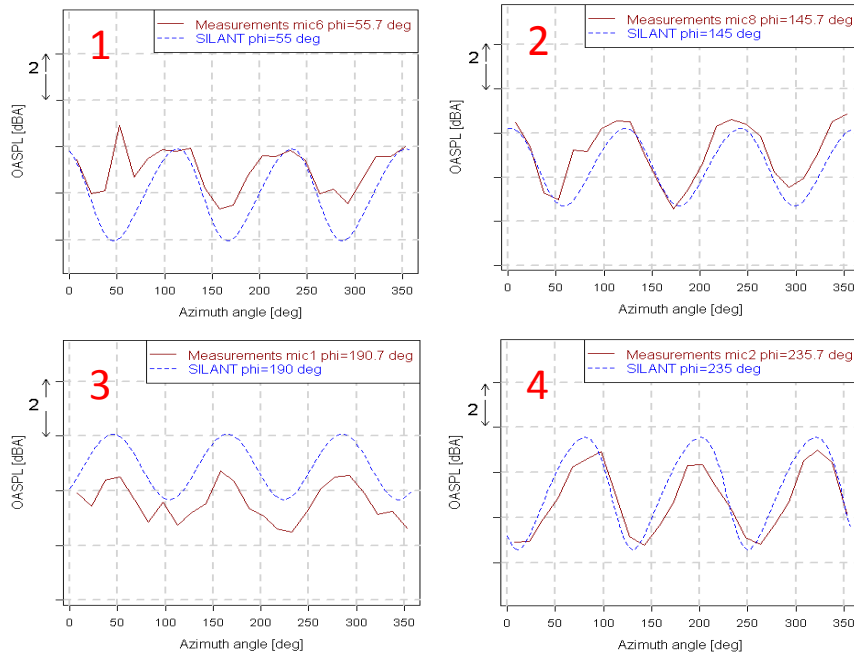 1
Measurements mic6 phi=55.7 deg
SILANT phi=55 deg
2
OASPL [dBA]
0 50 100 150 200 250 300 350
Azimuth angle [deg]
2
Measurements mic8 phi=145.7 deg
SILANT phi=145 deg
2
OASPL [dBA]
0 50 100 150 200 250 300 350
Azimuth angle [deg]
3
Measurements mic1 phi=190.7 deg
SILANT phi=190 deg
2
OASPL [dBA]
0 50 100 150 200 250 300 350
Azimuth angle [deg]
4
Measurements mic2 phi=235.7 deg
SILANT phi=235 deg
2
OASPL [dBA]
0 50 100 150 200 250 300 350
Azimuth angle [deg]